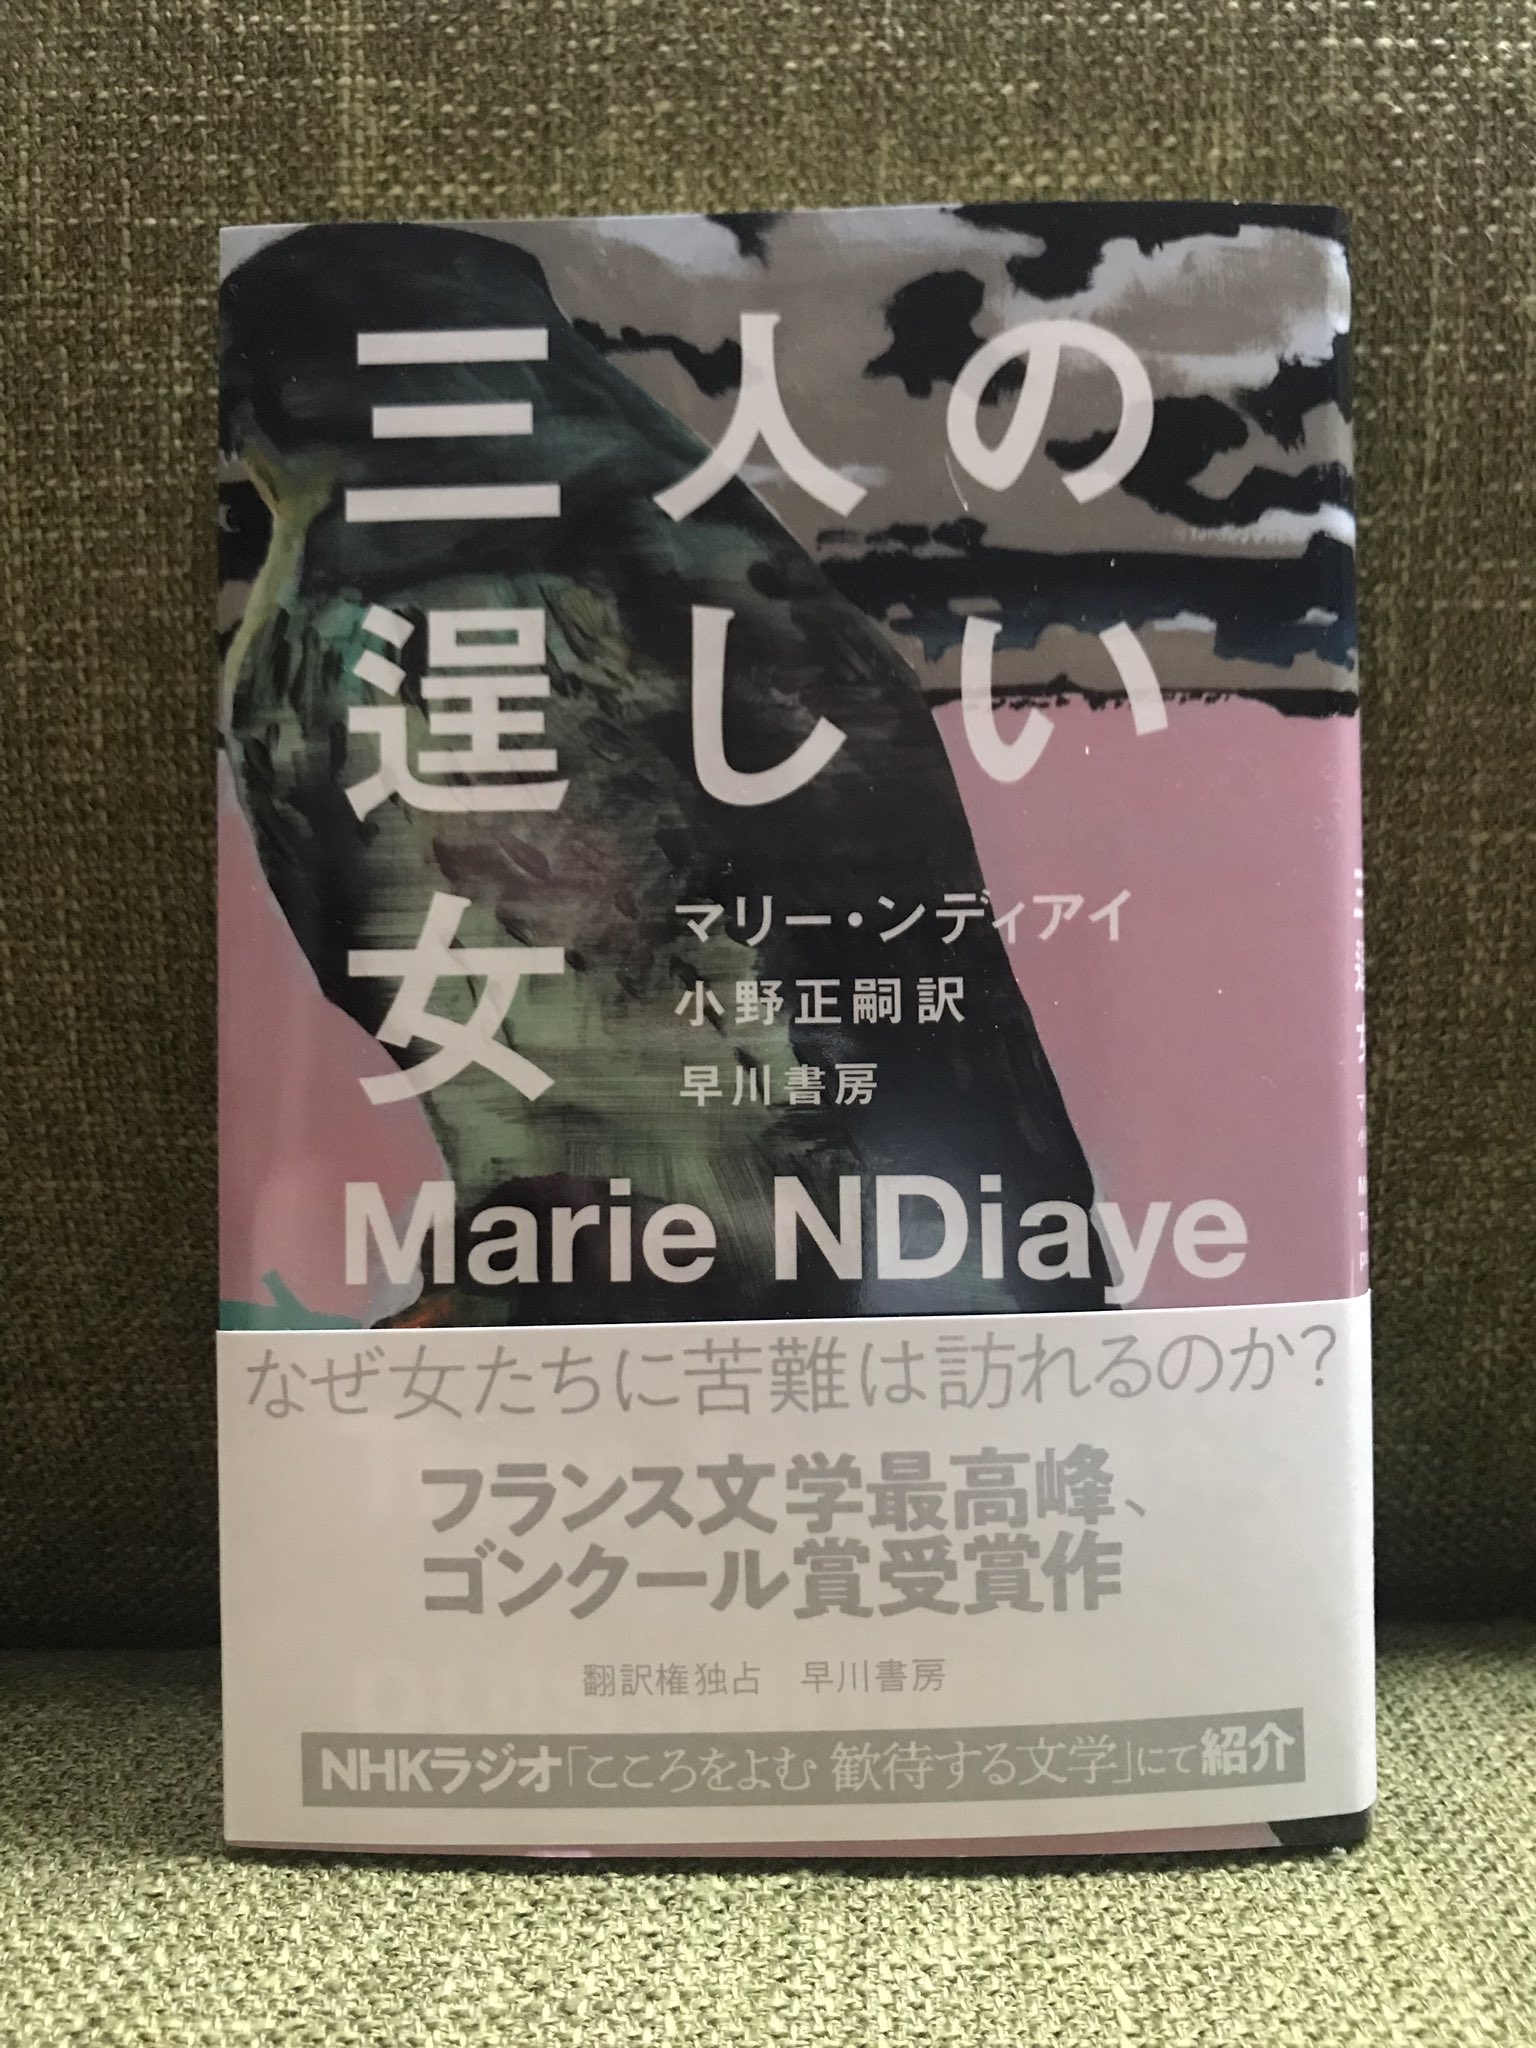 三人の
逞しい
女
マリー・ンディアイ
小野正嗣訳
早川書房
Marie NDiaye
なぜ女たちに苦難は訪れるのか?
フランス文学最高峰、
ゴンクール賞受賞作
翻訳権独占 早川書房
NHKラジオ「こころをよむ 歓待する文学」にて紹介